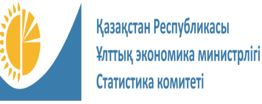 Қазақстан Республикасы
Ұлттық экономика министрлігі
Статистика комитеті